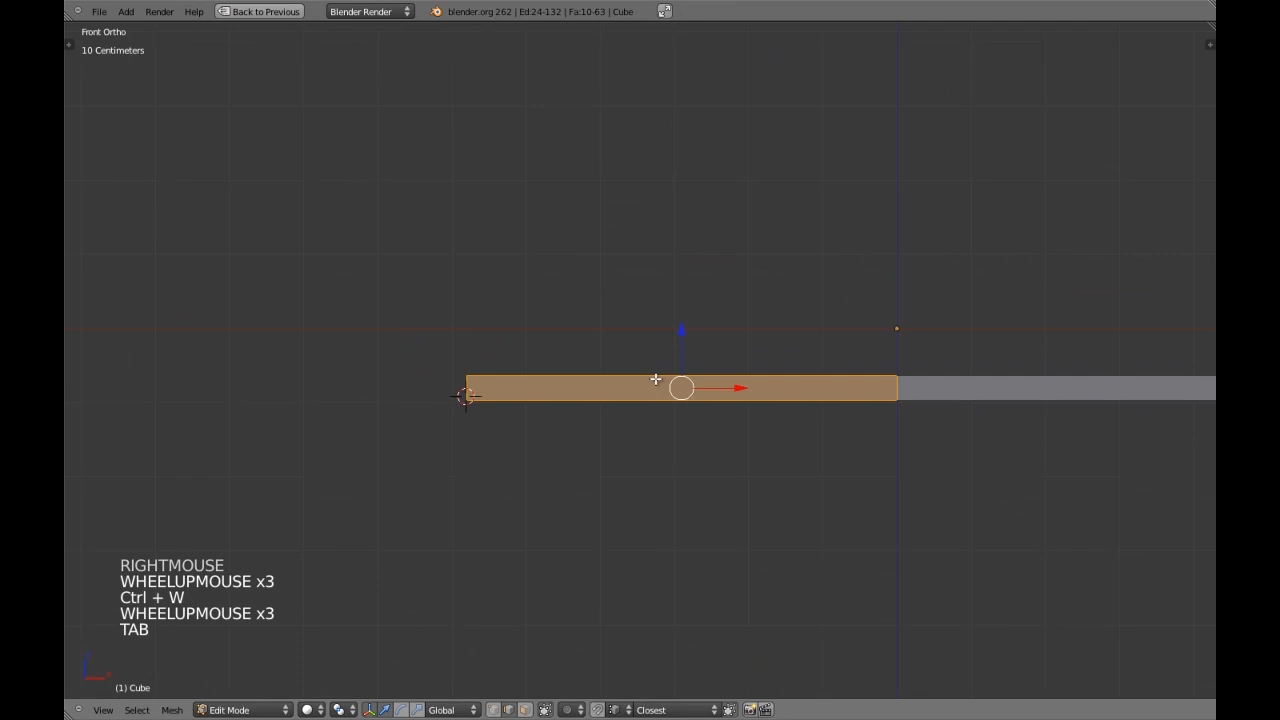 File Add Render Help Back to Previous Blender Render blender.org 262 | Ed:24-132 | Fa:10-63 | Cube
Front Ortho
10 Centimeters
RIGHTMOUSE
WHEELUPMOUSE x3
Ctrl + W
WHEELUPMOUSE x3
TAB
(1) Cube
View Select Mesh Edit Mode Global Closest